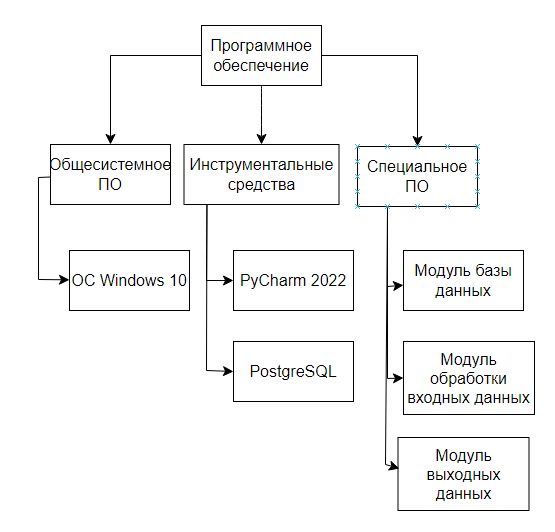 Программное
обеспечение
Общесистемное
ПО
Инструментальные
средства
Специальное
ПО
ОС Windows 10
PyCharm 2022
Модуль базы
данных
PostgreSQL
Модуль
обработки
входных данных
Модуль
выходных
данных